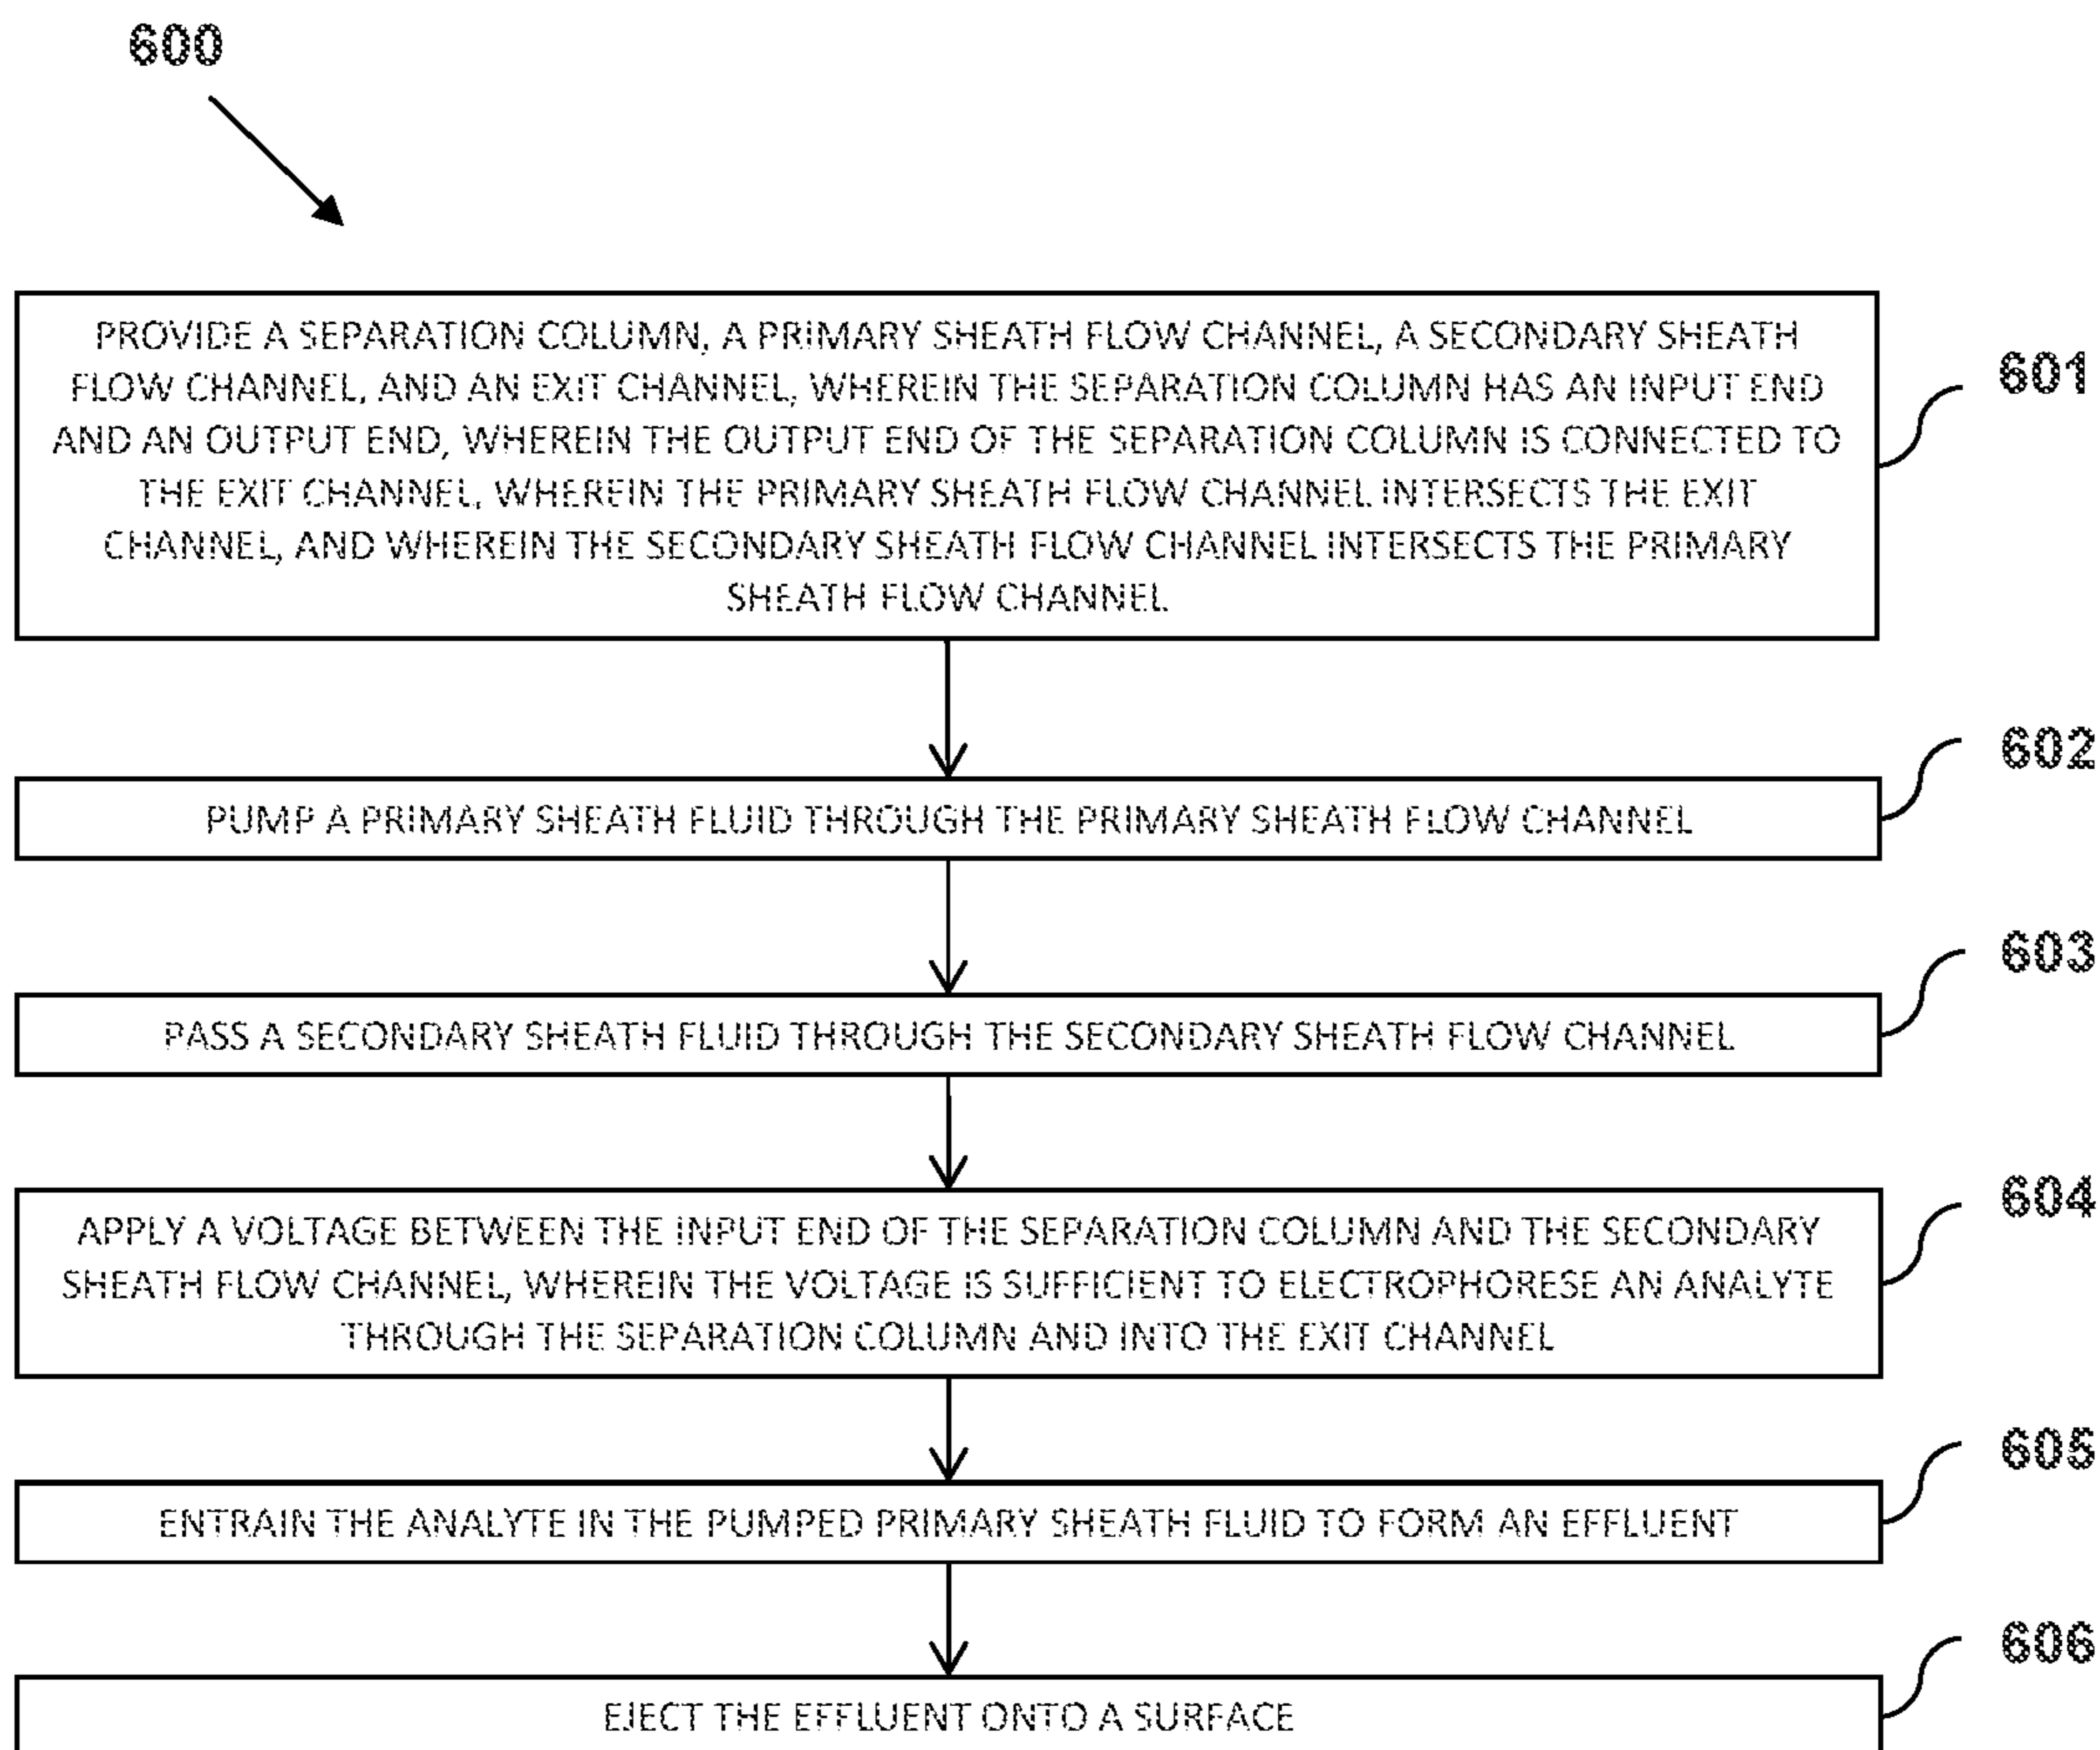 600
PROVIDE A SEPARATION COLUMN, A PRIMARY SHEATH FLOW CHANNEL, A SECONDARY SHEATH
FLOW CHANNEL, AND AN EXIT CHANNEL, WHEREIN THE SEPARATION COLUMN HAS AN INPUT END
AND AN OUTPUT END, WHEREIN THE OUTPUT END OF THE SEPARATION COLUMN IS CONNECTED TO
THE EXIT CHANNEL, WHEREIN THE PRIMARY SHEATH FLOW CHANNEL INTERSECTS THE EXIT
CHANNEL, AND WHEREIN THE SECONDARY SHEATH FLOW CHANNEL INTERSECTS THE PRIMARY
SHEATH FLOW CHANNEL
601
PUMP A PRIMARY SHEATH FLUID THROUGH THE PRIMARY SHEATH FLOW CHANNEL
602
PASS A SECONDARY SHEATH FLUID THROUGH THE SECONDARY SHEATH FLOW CHANNEL
603
APPLY A VOLTAGE BETWEEN THE INPUT END OF THE SEPARATION COLUMN AND THE SECONDARY
SHEATH FLOW CHANNEL, WHEREIN THE VOLTAGE IS SUFFICIENT TO ELECTROPHORESE AN ANALYTE
THROUGH THE SEPARATION COLUMN AND INTO THE EXIT CHANNEL
604
ENTRAIN THE ANALYTE IN THE PUMPED PRIMARY SHEATH FLUID TO FORM AN EFFLUENT
605
EJECT THE EFFLUENT ONTO A SURFACE
606